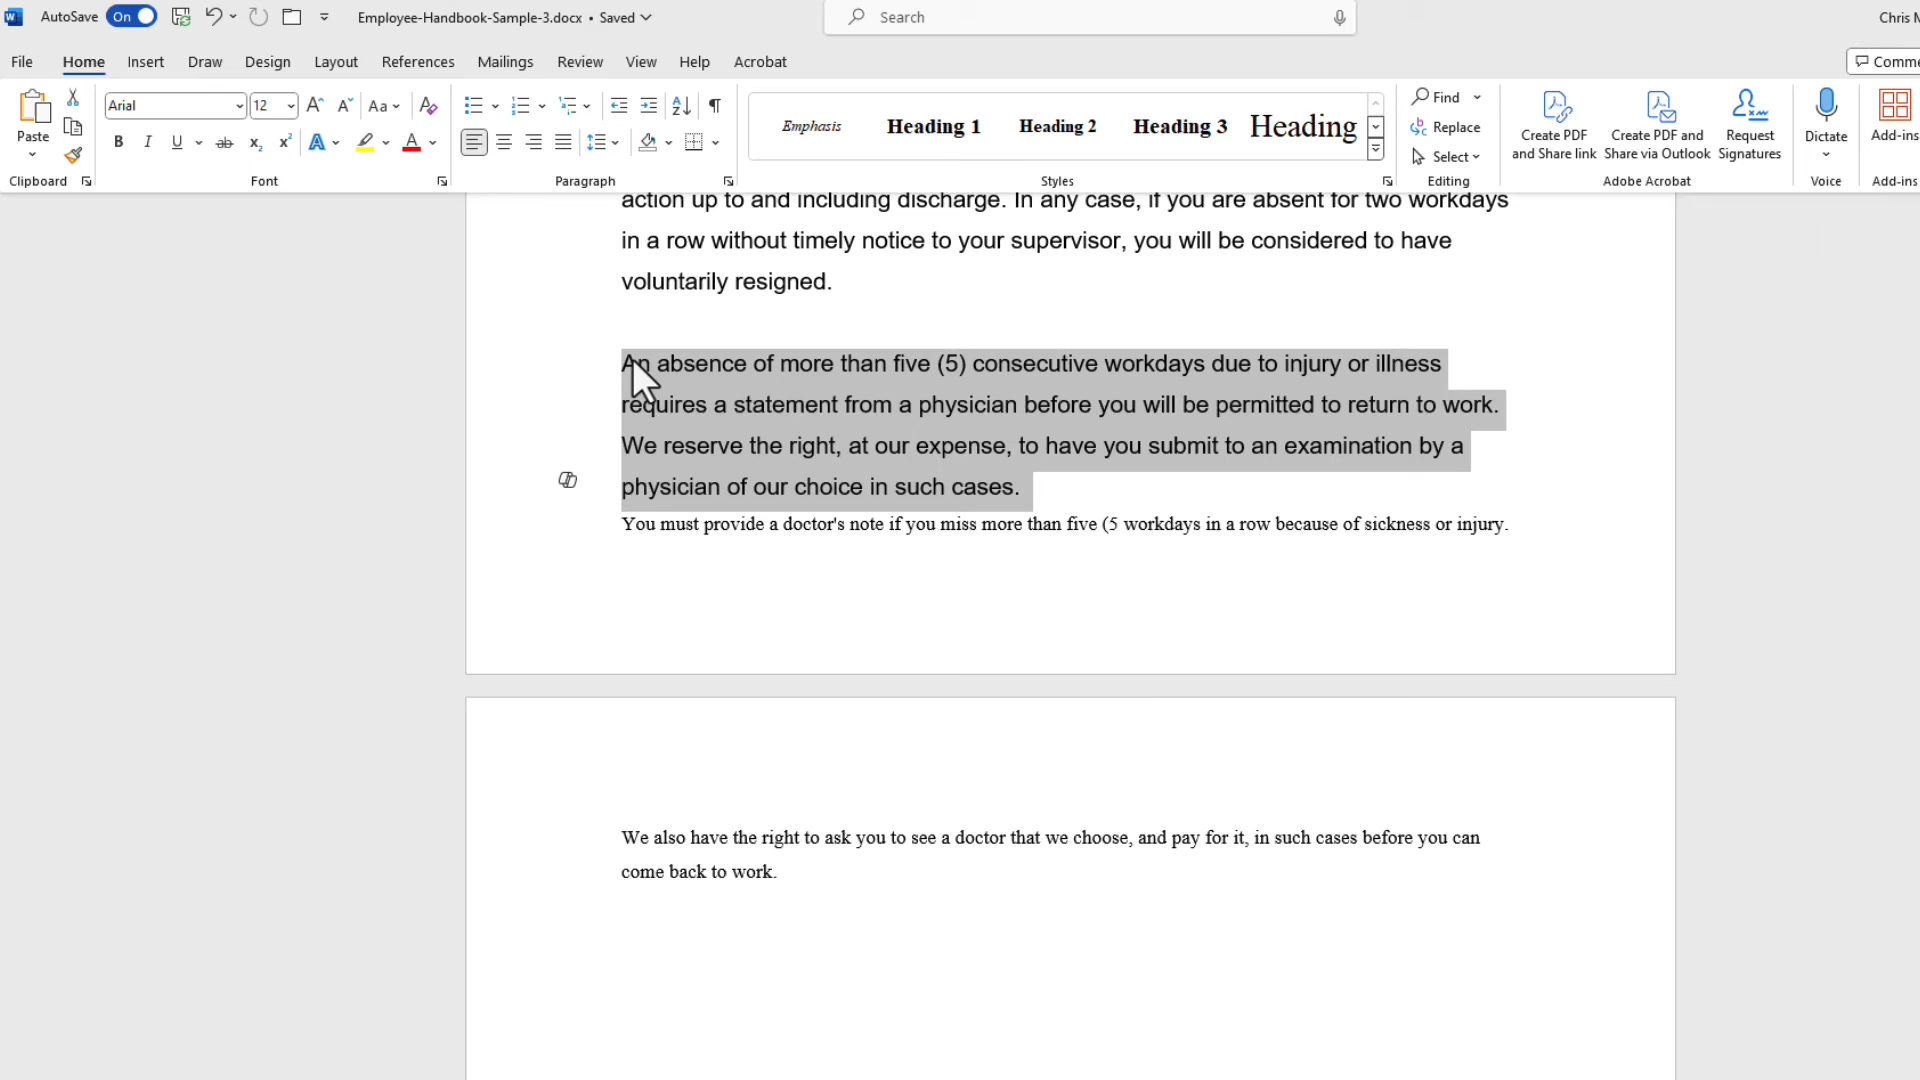 AutoSave On Employee-Handbook-Sample-3.docx • Saved Search Chris M
File Home Insert Draw Design Layout References Mailings Review View Help Acrobat Comme
Paste
Clipboard
Arial 12 Aa
B I U ab x₂ x² A A
Font
Paragraph
Emphasis Heading 1 Heading 2 Heading 3 Heading
Styles
Find
Replace
Select
Editing
Create PDF and Share link
Create PDF and Share via Outlook
Request Signatures
Adobe Acrobat
Dictate
Voice
Add-ins
Add-ins
action up to and including discharge. In any case, if you are absent for two workdays
in a row without timely notice to your supervisor, you will be considered to have
voluntarily resigned.
An absence of more than five (5) consecutive workdays due to injury or illness
requires a statement from a physician before you will be permitted to return to work.
We reserve the right, at our expense, to have you submit to an examination by a
physician of our choice in such cases.
You must provide a doctor's note if you miss more than five (5 workdays in a row because of sickness or injury.
We also have the right to ask you to see a doctor that we choose, and pay for it, in such cases before you can
come back to work.